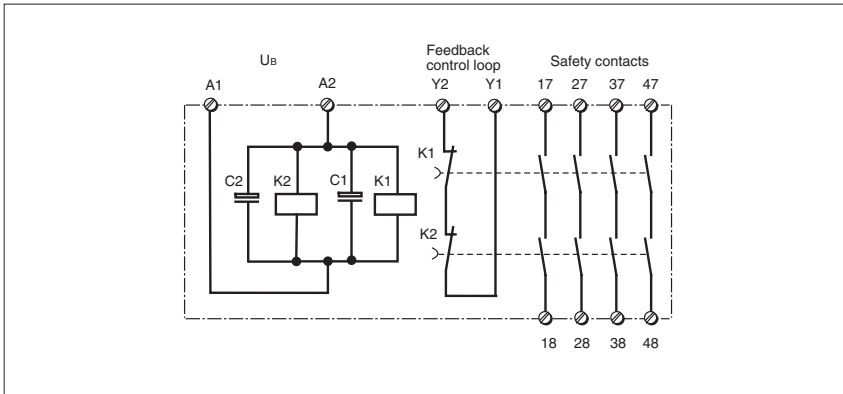 UB
Feedback
control loop
Safety contacts
A1
A2
Y2
Y1
17
27
37
47
K1
C2
K2
C1
K1
K2
18
28
38
48